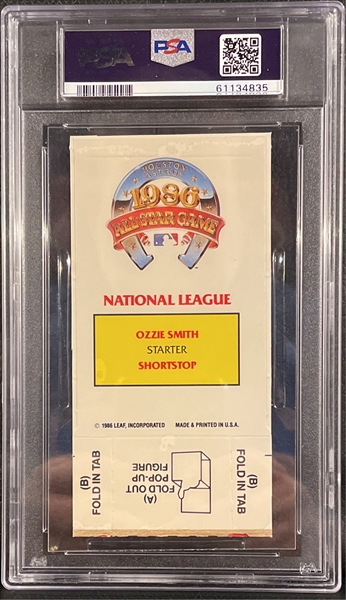 PSA
PSA
61134835
HOUSTON
ASTROS
1986
ALL-STAR GAME
NATIONAL LEAGUE
OZZIE SMITH
STARTER
SHORTSTOP
© 1986 LEAF, INCORPORATED MADE & PRINTED IN U.S.A.
(B)
FOLD IN TAB
(A)
FOLD OUT
POP-UP
FIGURE
(B)
FOLD IN TAB